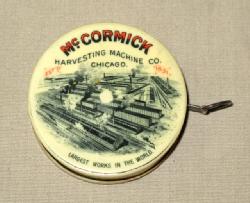 McCORMICK
HARVESTING MACHINE CO.
CHICAGO.
LARGEST WORKS IN THE WORLD